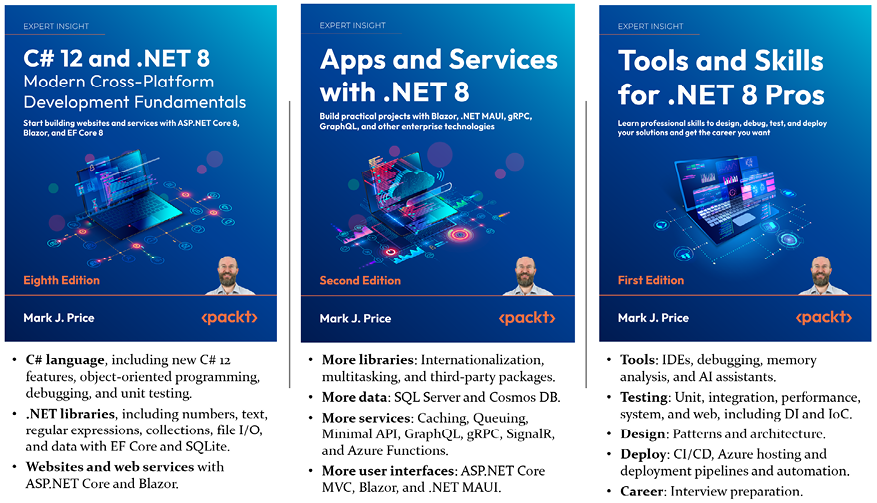 EXPERT INSIGHT
C# 12 and .NET 8
Modern Cross-Platform
Development Fundamentals
Start building websites and services with ASP.NET Core 8,
Blazor, and EF Core 8
Eighth Edition
Mark J. Price
<packt>
• C# language, including new C# 12
features, object-oriented programming,
debugging, and unit testing.
• .NET libraries, including numbers, text,
regular expressions, collections, file I/O,
and data with EF Core and SQLite.
• Websites and web services with
ASP.NET Core and Blazor.
EXPERT INSIGHT
Apps and Services
with .NET 8
Build practical projects with Blazor, .NET MAUI, gRPC,
GraphQL, and other enterprise technologies
Second Edition
Mark J. Price
<packt>
• More libraries: Internationalization,
multitasking, and third-party packages.
• More data: SQL Server and Cosmos DB.
• More services: Caching, Queuing,
Minimal API, GraphQL, gRPC, SignalR,
and Azure Functions.
• More user interfaces: ASP.NET Core
MVC, Blazor, and .NET MAUI.
EXPERT INSIGHT
Tools and Skills
for .NET 8 Pros
Learn professional skills to design, debug, test, and deploy
your solutions and get the career you want
First Edition
Mark J. Price
<packt>
• Tools: IDEs, debugging, memory
analysis, and AI assistants.
• Testing: Unit, integration, performance,
system, and web, including DI and IoC.
• Design: Patterns and architecture.
• Deploy: CI/CD, Azure hosting and
deployment pipelines and automation.
• Career: Interview preparation.